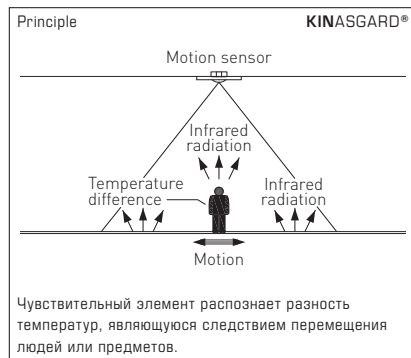 Principle
KINASGARD®
Motion sensor
Infrared
radiation
Temperature
difference
Infrared
radiation
Motion
Чувствительный элемент распознает разность
температур, являющуюся следствием перемещения
людей или предметов.